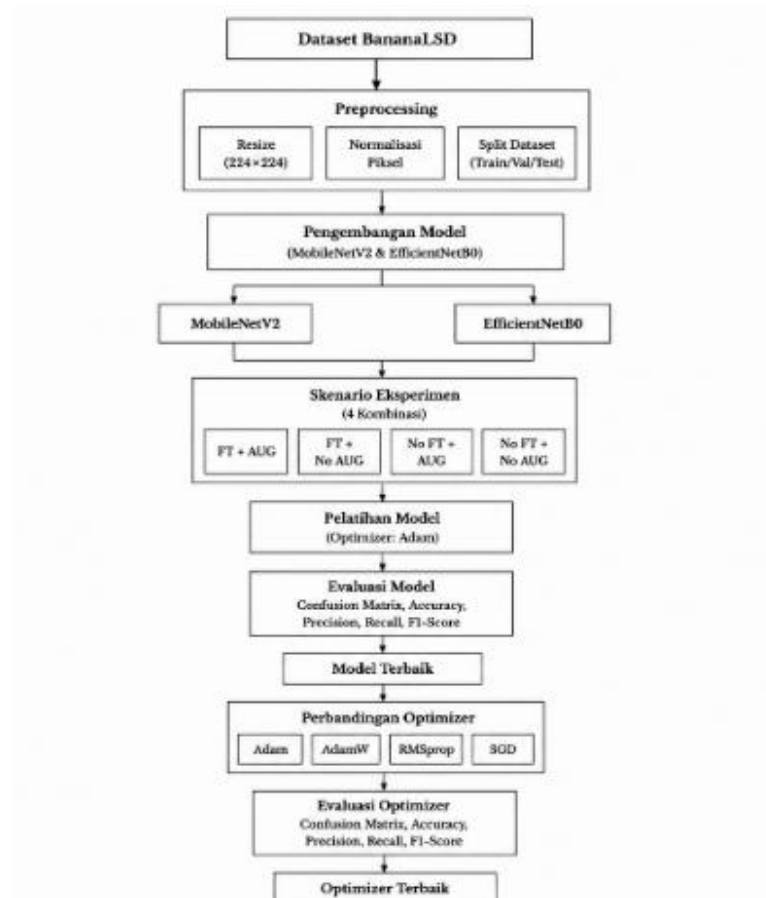 Dataset BananaLSD
Preprocessing
Resize
(224×224)
Normalisasi
Piksel
Split Dataset
(Train/Val/Test)
Pengembangan Model
(MobileNetV2 & EfficientNetB0)
MobileNetV2
EfficientNetB0
Skenario Eksperimen
(4 Kombinasi)
FT + AUG
FT +
No AUG
No FT +
AUG
No FT +
No AUG
Pelatihan Model
(Optimizer: Adam)
Evaluasi Model
Confusion Matrix, Accuracy,
Precision, Recall, F1-Score
Model Terbaik
Perbandingan Optimizer
Adam
AdamW
RMSprop
SGD
Evaluasi Optimizer
Confusion Matrix, Accuracy,
Precision, Recall, F1-Score
Optimizer Terbaik